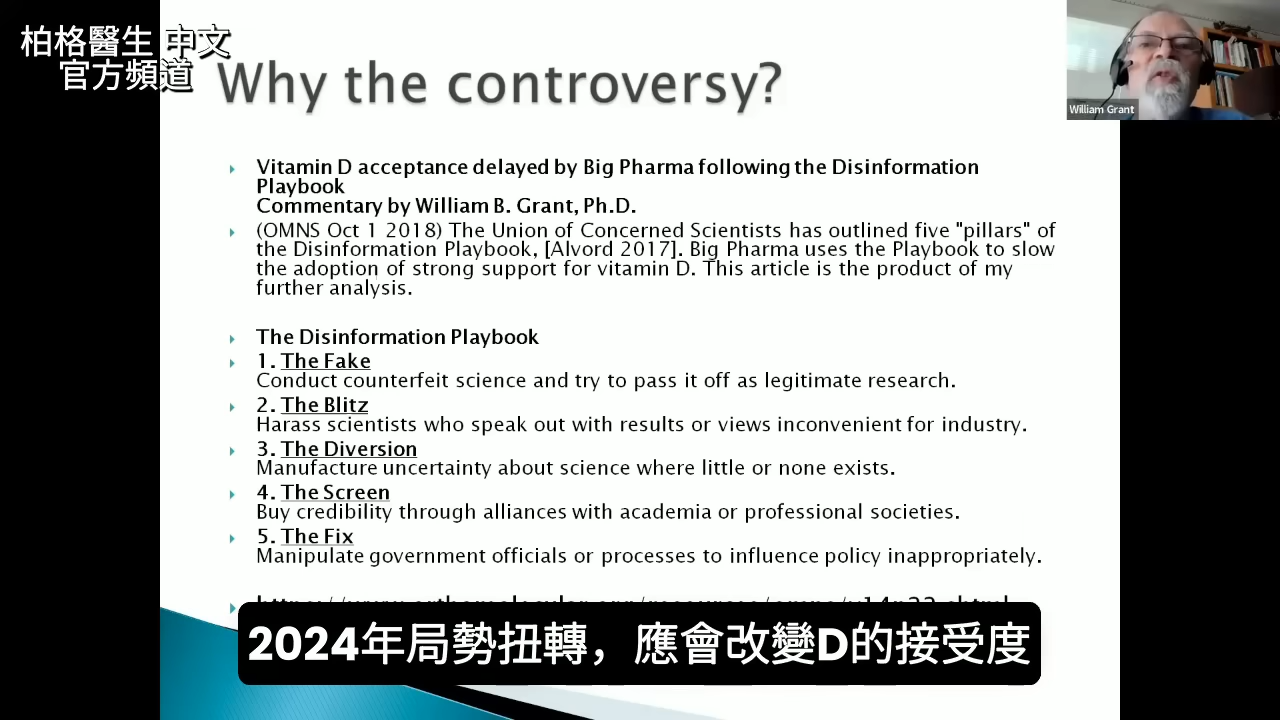 柏格醫生 中文
官方頻道
Why the controversy?
William Grant
Vitamin D acceptance delayed by Big Pharma following the Disinformation
Playbook
Commentary by William B. Grant, Ph.D.
(OMNS Oct 1 2018) The Union of Concerned Scientists has outlined five "pillars" of
the Disinformation Playbook, [Alvord 2017]. Big Pharma uses the Playbook to slow
the adoption of strong support for vitamin D. This article is the product of my
further analysis.
The Disinformation Playbook
1. The Fake
Conduct counterfeit science and try to pass it off as legitimate research.
2. The Blitz
Harass scientists who speak out with results or views inconvenient for industry.
3. The Diversion
Manufacture uncertainty about science where little or none exists.
4. The Screen
Buy credibility through alliances with academia or professional societies.
5. The Fix
Manipulate government officials or processes to influence policy inappropriately.
2024年局勢扭轉，應會改變D的接受度